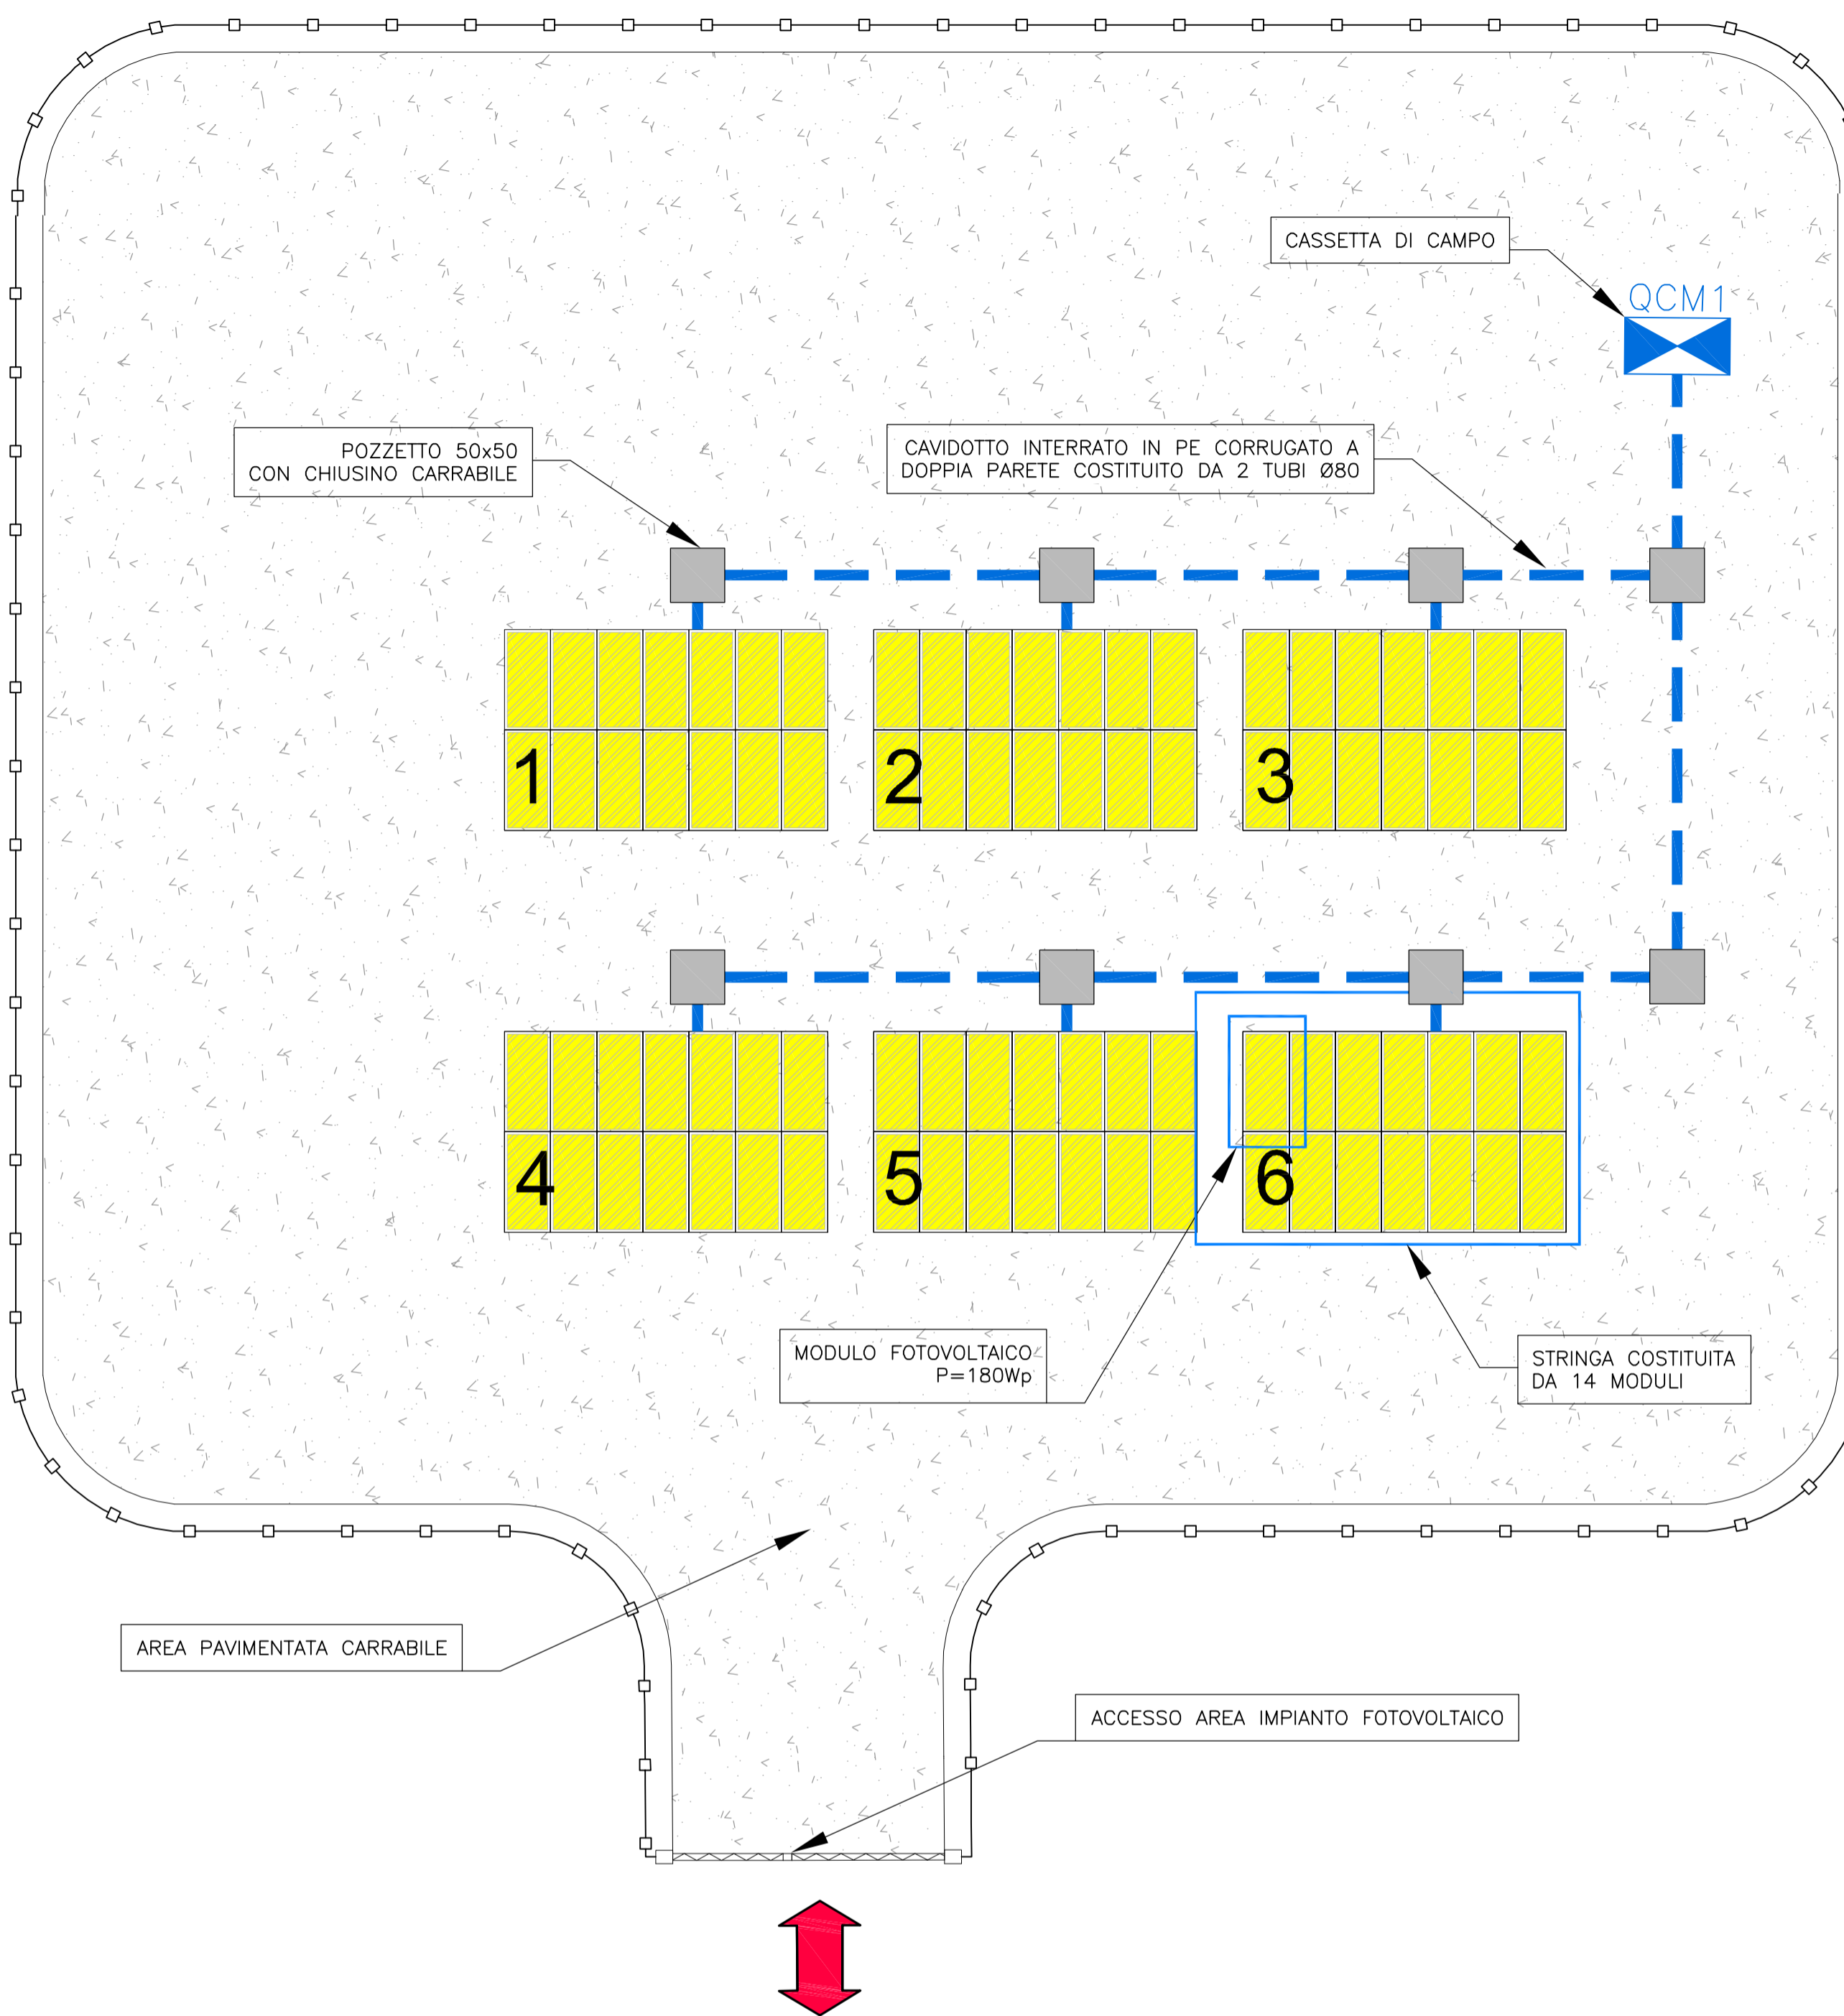 CASSETTA DI CAMPO
QCM1
POZZETTO 50x50
CON CHIUSINO CARRABILE
CAVIDOTTO INTERRATO IN PE CORRUGATO A
DOPPIA PARETE COSTITUITO DA 2 TUBI Ø80
1
2
3
4
5
6
MODULO FOTOVOLTAICO
P=180Wp
STRINGA COSTITUITA
DA 14 MODULI
AREA PAVIMENTATA CARRABILE
ACCESSO AREA IMPIANTO FOTOVOLTAICO